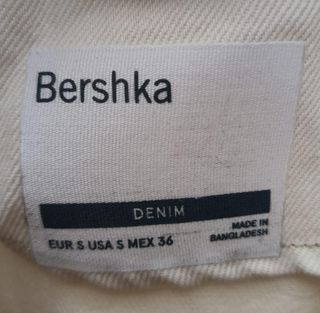 Bershka
DENIM
EUR S USA S MEX 36
MADE IN
BANGLADESH